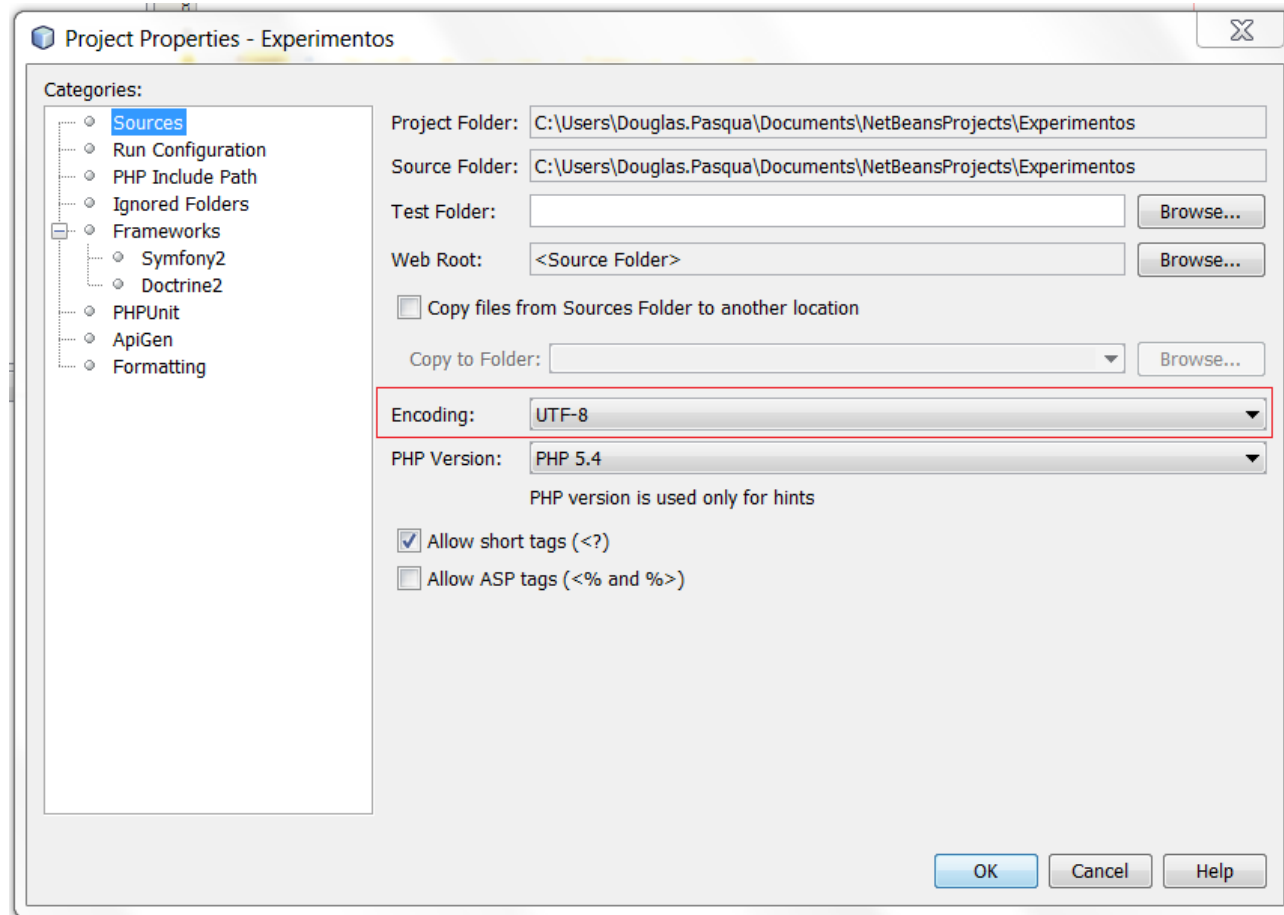 8
Project Properties - Experimentos
Categories:
Sources
Run Configuration
PHP Include Path
Ignored Folders
Frameworks
Symfony2
Doctrine2
PHPUnit
ApiGen
Formatting
Project Folder: C:\Users\Douglas.Pasqua\Documents\NetBeansProjects\Experimentos
Source Folder: C:\Users\Douglas.Pasqua\Documents\NetBeansProjects\Experimentos
Test Folder: Browse...
Web Root: <Source Folder> Browse...
Copy files from Sources Folder to another location
Copy to Folder: Browse...
Encoding: UTF-8
PHP Version: PHP 5.4
PHP version is used only for hints
Allow short tags (<?)
Allow ASP tags (<% and %>)
OK Cancel Help